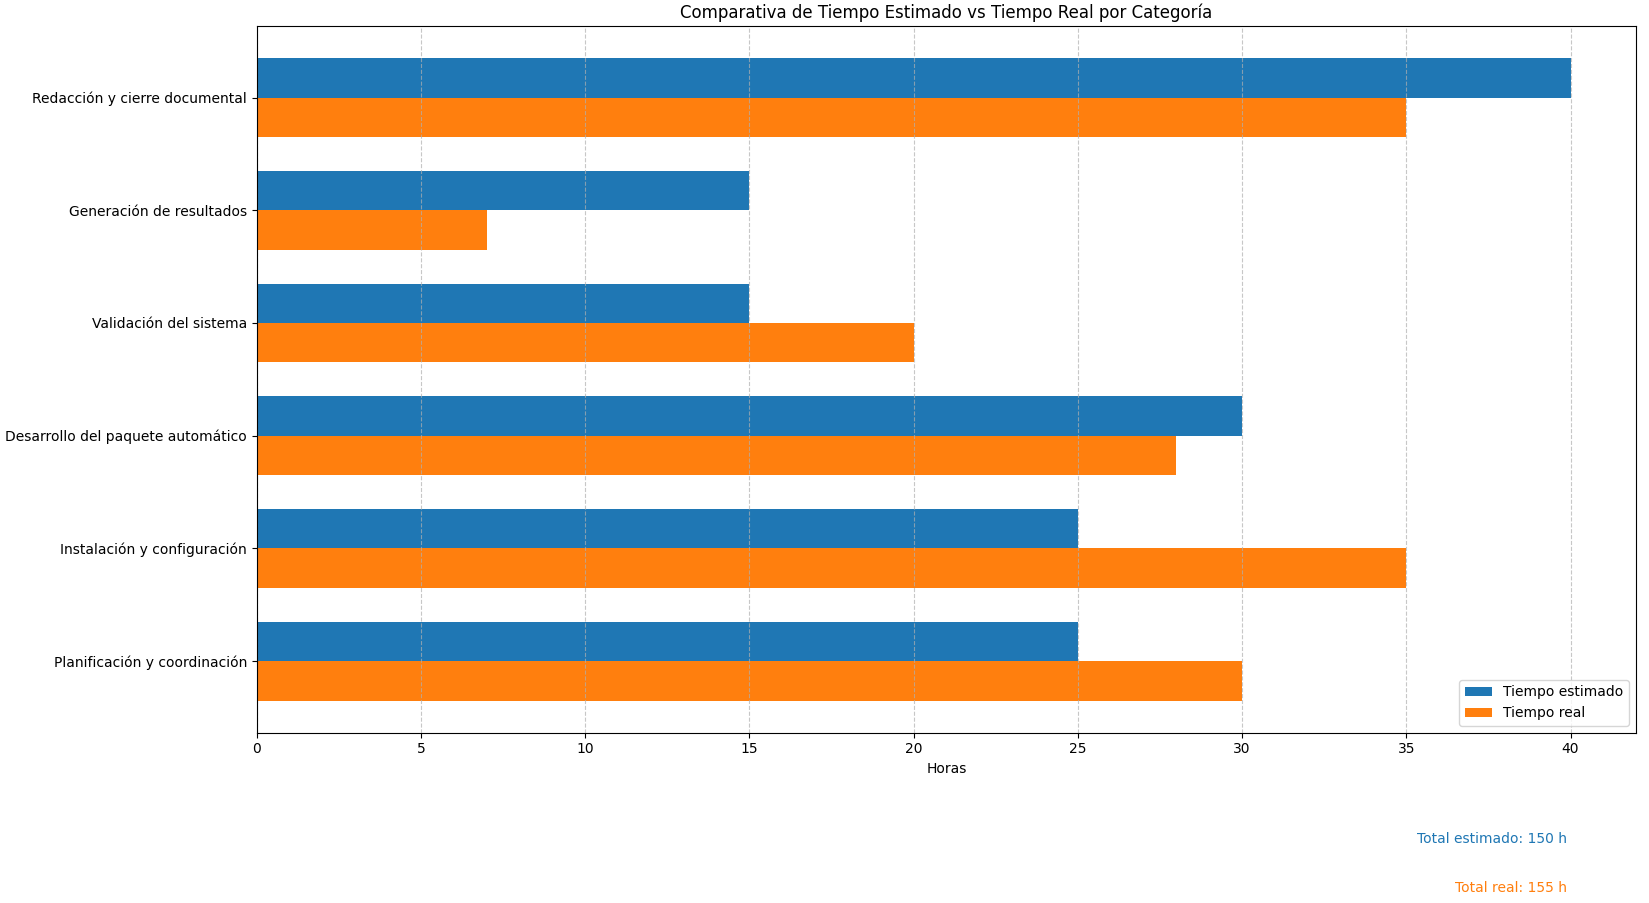 Comparativa de Tiempo Estimado vs Tiempo Real por Categoría
Redacción y cierre documental
Generación de resultados
Validación del sistema
Desarrollo del paquete automático
Instalación y configuración
Planificación y coordinación
Tiempo estimado
Tiempo real
0 5 10 15 20 25 30 35 40
Horas
Total estimado: 150 h
Total real: 155 h